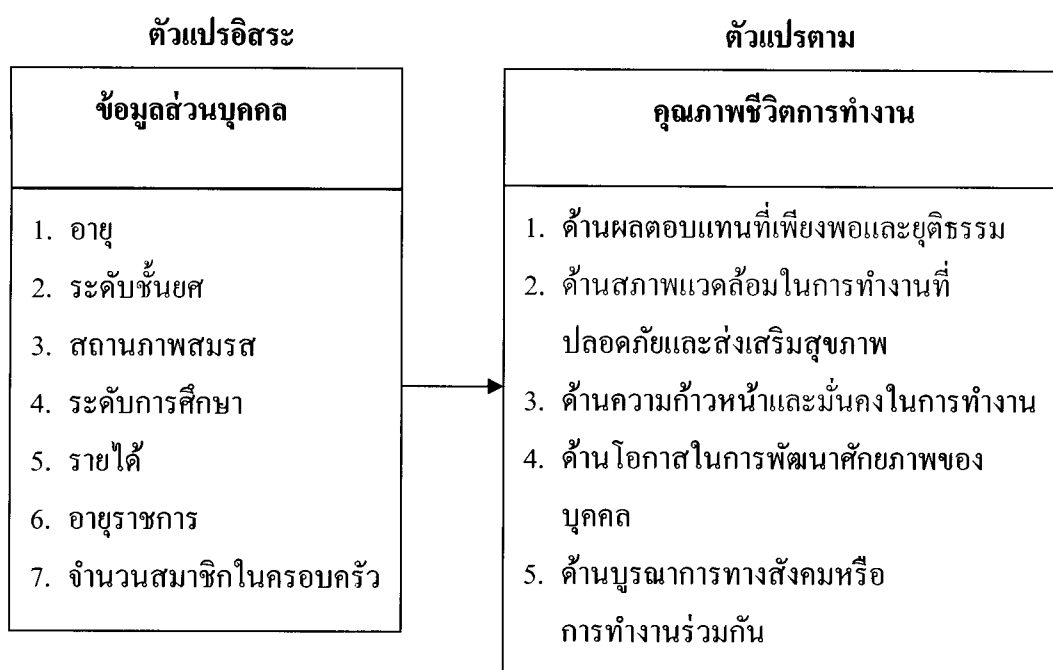 ตัวแปรอิสระ
ข้อมูลส่วนบุคคล
1. อายุ
2. ระดับชั้นยศ
3. สถานภาพสมรส
4. ระดับการศึกษา
5. รายได้
6. อายุราชการ
7. จำนวนสมาชิกในครอบครัว
ตัวแปรตาม
คุณภาพชีวิตการทำงาน
1. ด้านผลตอบแทนที่เพียงพอและยุติธรรม
2. ด้านสภาพแวดล้อมในการทำงานที่
ปลอดภัยและส่งเสริมสุขภาพ
3. ด้านความก้าวหน้าและมั่นคงในการทำงาน
4. ด้านโอกาสในการพัฒนาศักยภาพของ
บุคคล
5. ด้านบูรณาการทางสังคมหรือ
การทำงานร่วมกัน